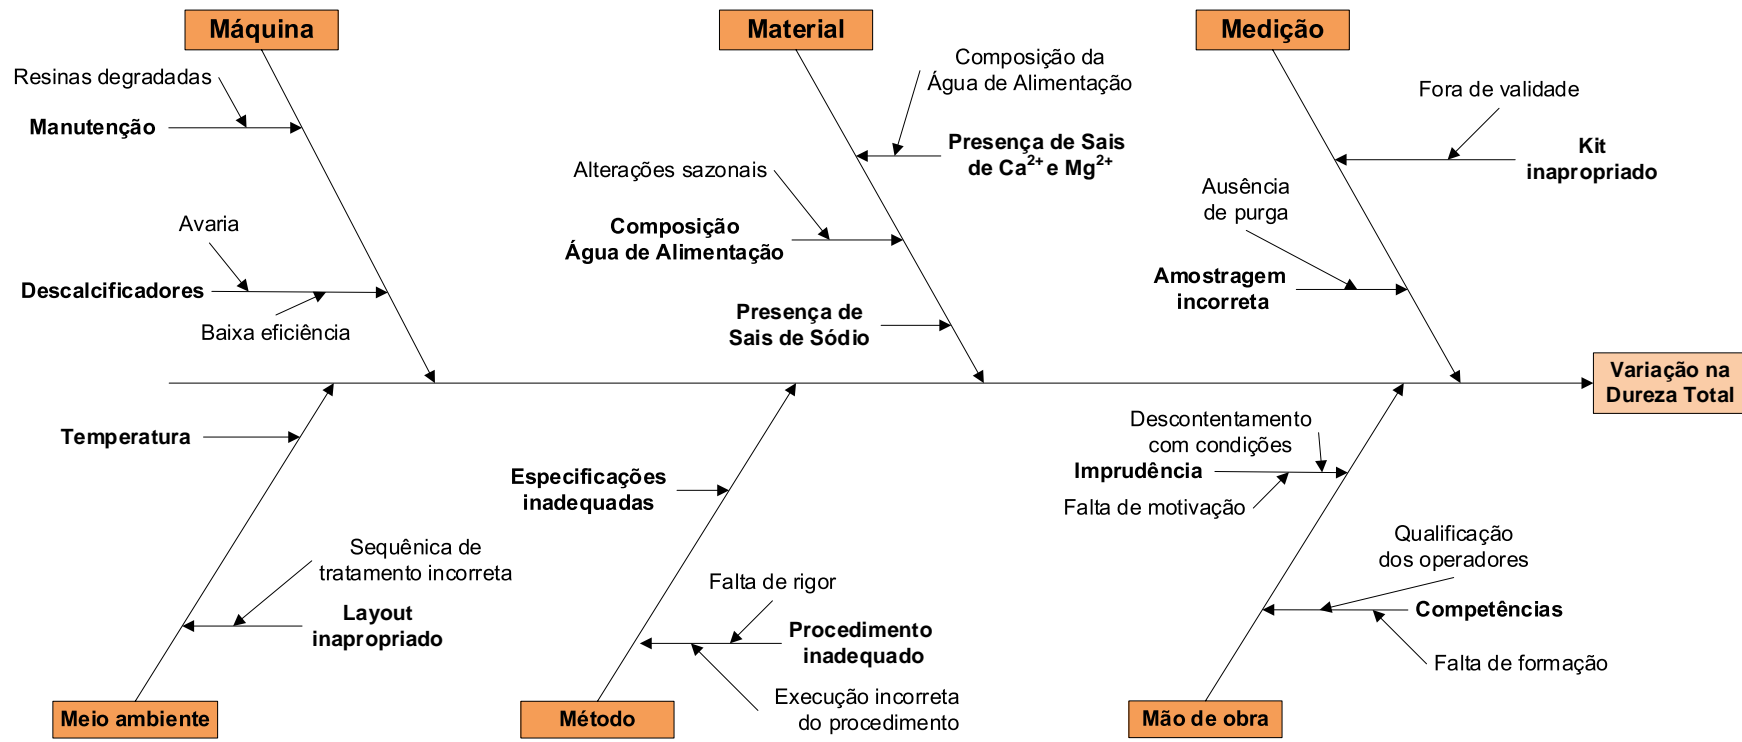 Máquina
Material
Medição
Resinas degradadas
Manutenção
Avaria
Descalcificadores
Baixa eficiência
Composição da
Água de Alimentação
Presença de Sais
de Ca2+ e Mg2+
Alterações sazonais
Composição
Água de Alimentação
Presença de
Sais de Sódio
Fora de validade
Kit
inapropriado
Ausência
de purga
Amostragem
incorreta
Variação na
Dureza Total
Temperatura
Sequênica de
tratamento incorreta
Layout
inapropriado
Especificações
inadequadas
Falta de rigor
Procedimento
inadequado
Execução incorreta
do procedimento
Descontentamento
com condições
Imprudência
Falta de motivação
Qualificação
dos operadores
Competências
Falta de formação
Meio ambiente
Método
Mão de obra